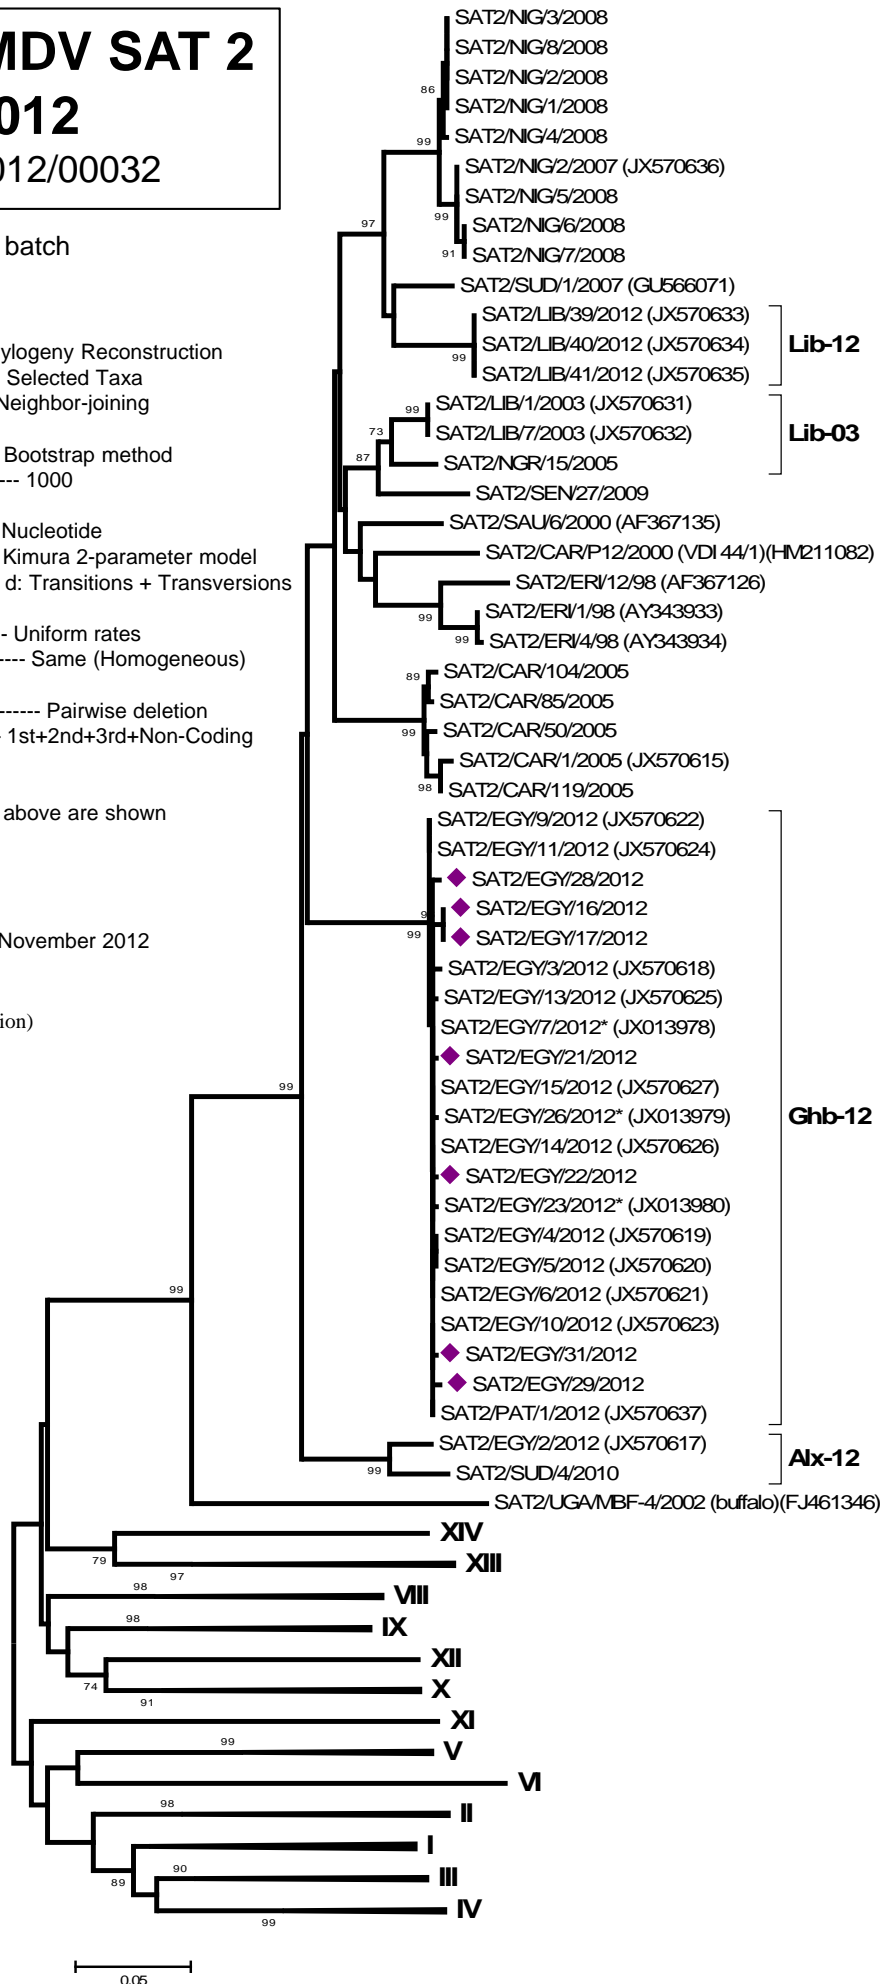 MDV SAT 2
012
012/00032
batch
ylogeny Reconstruction
Selected Taxa
Neighbor-joining
Bootstrap method
--- 1000
Nucleotide
Kimura 2-parameter model
d: Transitions + Transversions
- Uniform rates
---- Same (Homogeneous)
------ Pairwise deletion
- 1st+2nd+3rd+Non-Coding
above are shown
November 2012
ion)
SAT2/NIG/3/2008
SAT2/NIG/8/2008
SAT2/NIG/2/2008
86
SAT2/NIG/1/2008
SAT2/NIG/4/2008
99
SAT2/NIG/2/2007 (JX570636)
SAT2/NIG/5/2008
99
SAT2/NIG/6/2008
97
SAT2/NIG/7/2008
91
SAT2/SUD/1/2007 (GU566071)
SAT2/LIB/39/2012 (JX570633)
SAT2/LIB/40/2012 (JX570634)
Lib-12
99
SAT2/LIB/41/2012 (JX570635)
SAT2/LIB/1/2003 (JX570631)
99
SAT2/LIB/7/2003 (JX570632)
Lib-03
73
87
SAT2/NGR/15/2005
SAT2/SEN/27/2009
SAT2/SAU/6/2000 (AF367135)
SAT2/CAR/P12/2000 (VDI 44/1)(HM211082)
SAT2/ERI/12/98 (AF367126)
99
SAT2/ERI/1/98 (AY343933)
99
SAT2/ERI/4/98 (AY343934)
SAT2/CAR/104/2005
89
SAT2/CAR/85/2005
99
SAT2/CAR/50/2005
SAT2/CAR/1/2005 (JX570615)
98
SAT2/CAR/119/2005
SAT2/EGY/9/2012 (JX570622)
SAT2/EGY/11/2012 (JX570624)
SAT2/EGY/28/2012
SAT2/EGY/16/2012
9
99
SAT2/EGY/17/2012
SAT2/EGY/3/2012 (JX570618)
SAT2/EGY/13/2012 (JX570625)
SAT2/EGY/7/2012* (JX013978)
SAT2/EGY/21/2012
SAT2/EGY/15/2012 (JX570627)
99
SAT2/EGY/26/2012* (JX013979)
Ghb-12
SAT2/EGY/14/2012 (JX570626)
SAT2/EGY/22/2012
SAT2/EGY/23/2012* (JX013980)
SAT2/EGY/4/2012 (JX570619)
SAT2/EGY/5/2012 (JX570620)
99
SAT2/EGY/6/2012 (JX570621)
SAT2/EGY/10/2012 (JX570623)
SAT2/EGY/31/2012
SAT2/EGY/29/2012
SAT2/PAT/1/2012 (JX570637)
SAT2/EGY/2/2012 (JX570617)
Alx-12
99
SAT2/SUD/4/2010
SAT2/UGA/MBF-4/2002 (buffalo)(FJ461346)
XIV
79
XIII
97
98
VIII
98
IX
XII
74
X
91
XI
99
V
VI
98
II
I
90
89
III
IV
99
0.05